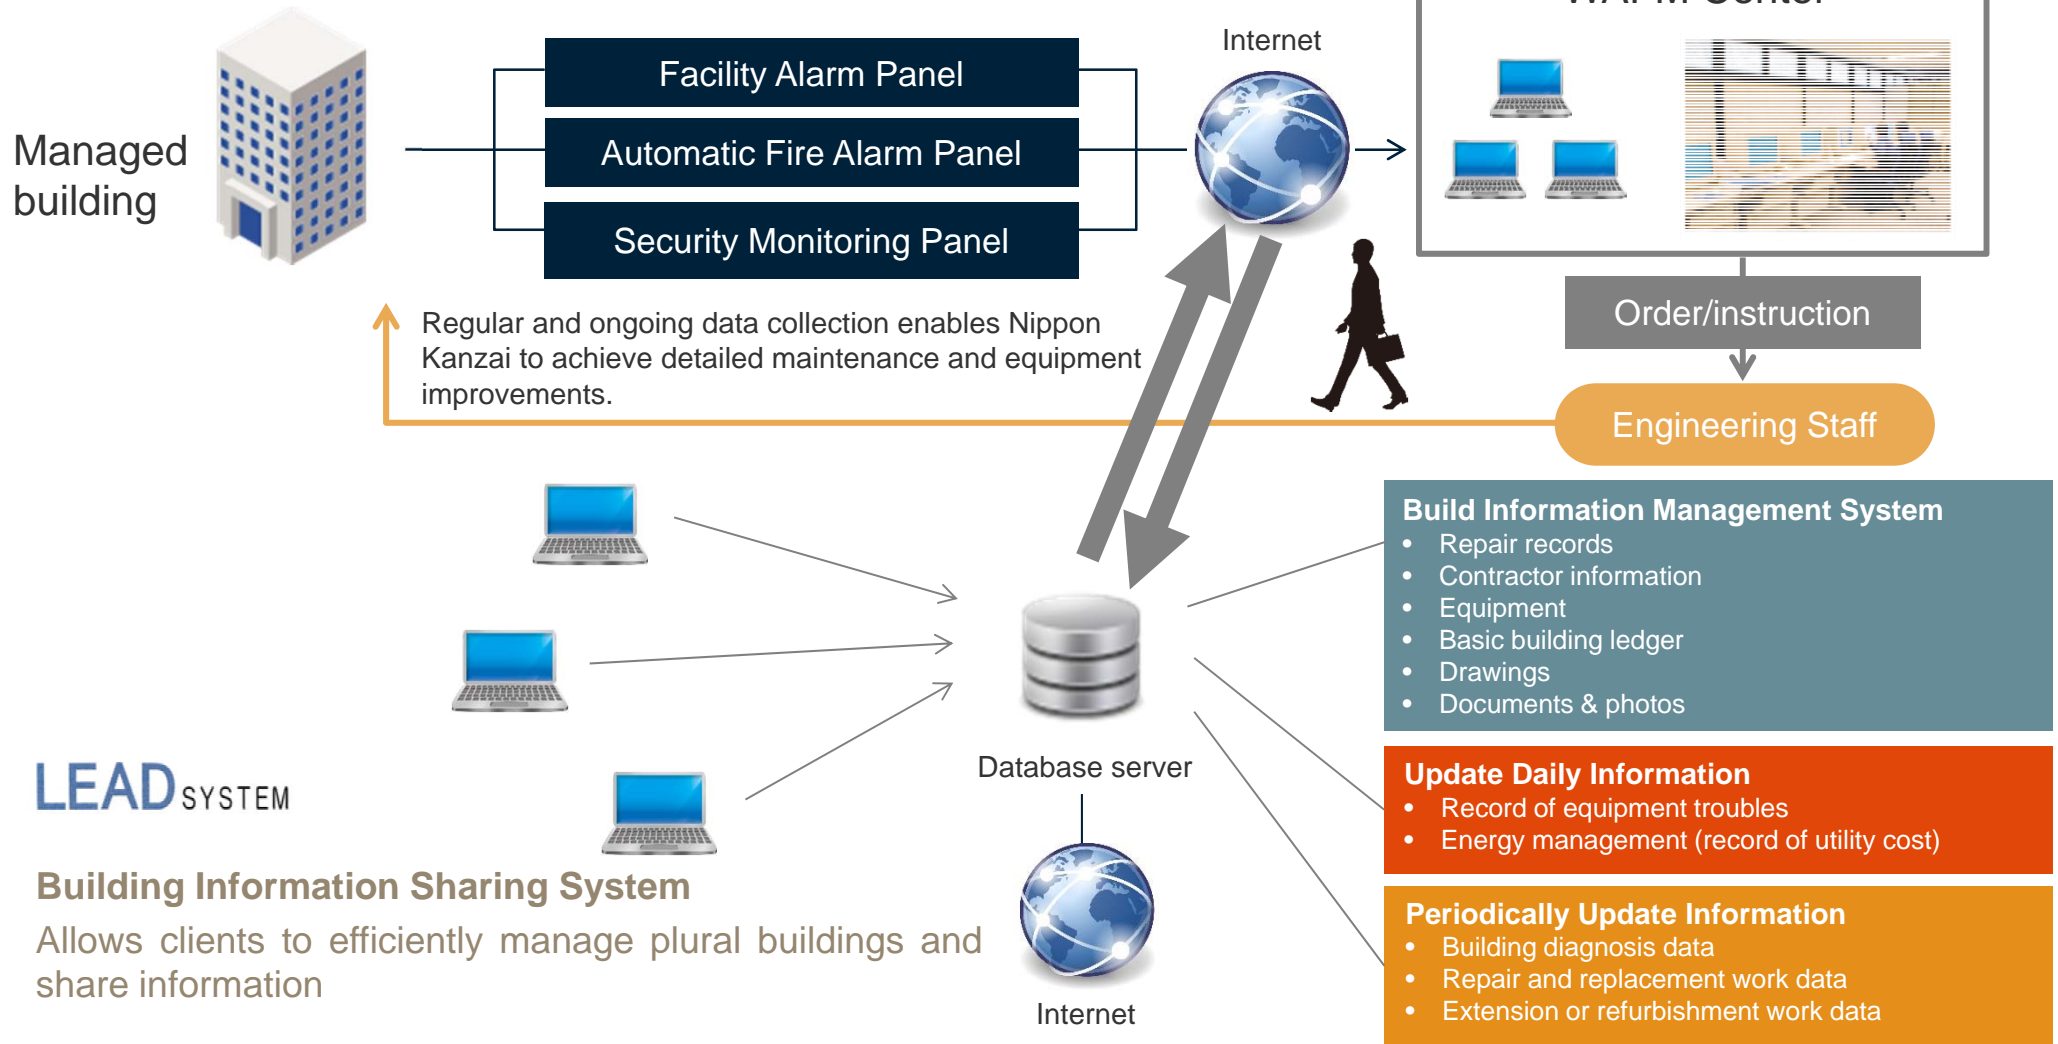 Internet
Facility Alarm Panel
Automatic Fire Alarm Panel
Security Monitoring Panel
Managed
building
Order/instruction
Regular and ongoing data collection enables Nippon
Kanzai to achieve detailed maintenance and equipment
improvements.
Engineering Staff
Build Information Management System
• Repair records
• Contractor information
• Equipment
• Basic building ledger
• Drawings
• Documents & photos
Database server
Update Daily Information
• Record of equipment troubles
• Energy management (record of utility cost)
LEAD SYSTEM
Building Information Sharing System
Allows clients to efficiently manage plural buildings and
share information
Internet
Periodically Update Information
• Building diagnosis data
• Repair and replacement work data
• Extension or refurbishment work data